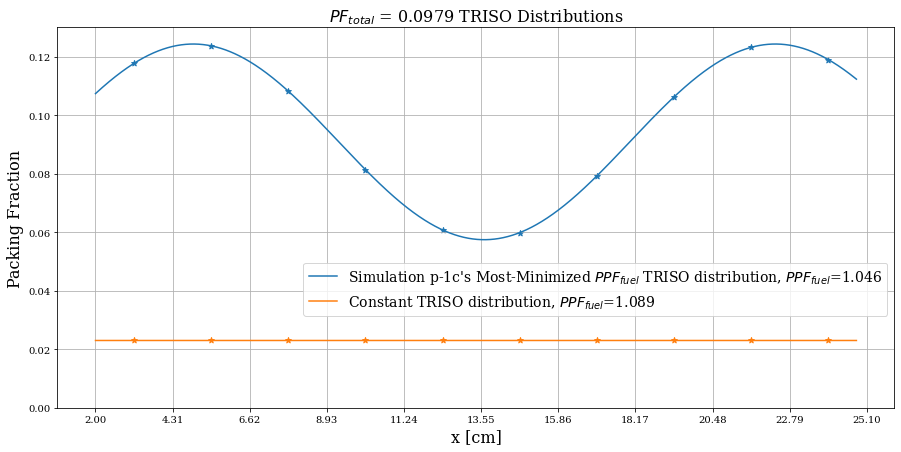 PF_total = 0.0979 TRISO Distributions
Packing Fraction
0.12
0.10
0.08
0.06
0.04
0.02
0.00
Simulation p-1c's Most-Minimized PPF_fuel TRISO distribution, PPF_fuel=1.046
Constant TRISO distribution, PPF_fuel=1.089
2.00 4.31 6.62 8.93 11.24 13.55 15.86 18.17 20.48 22.79 25.10
x [cm]